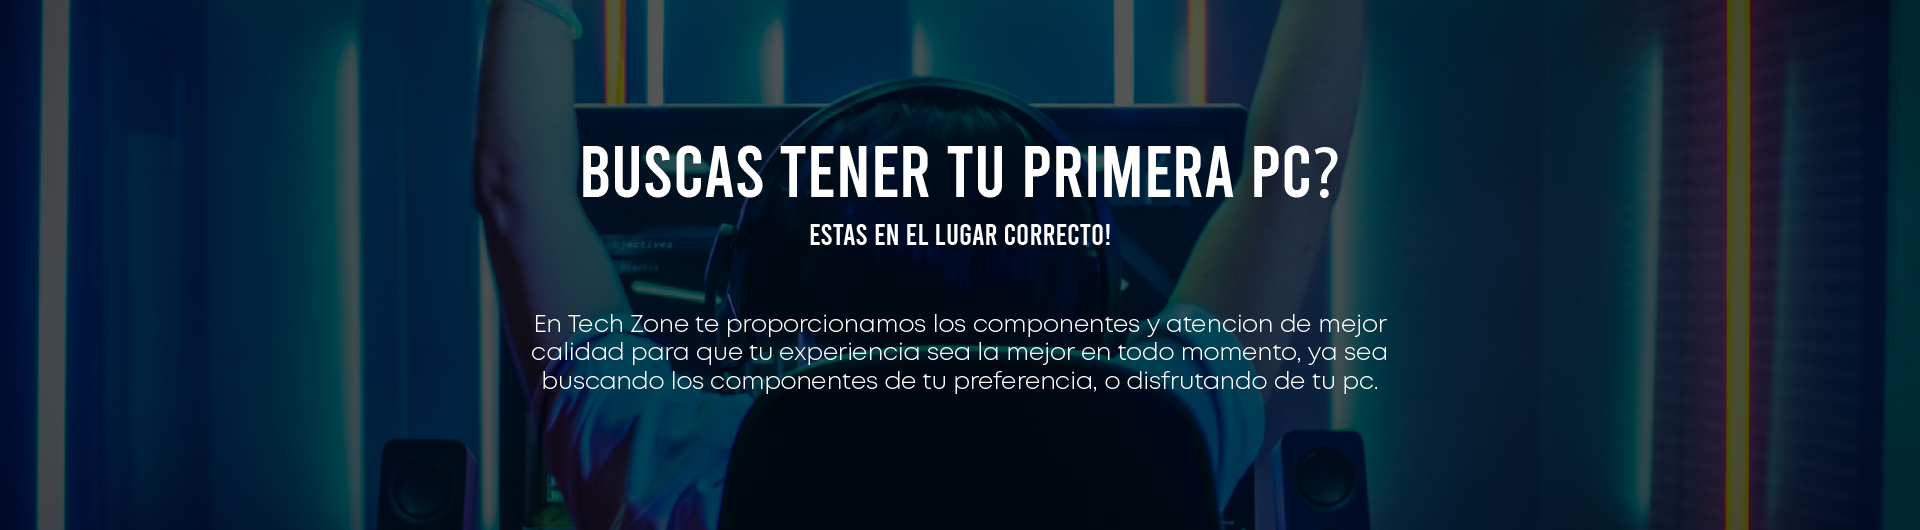 BUSCAS TENER TU PRIMERA PC?
ESTAS EN EL LUGAR CORRECTO!
objectives
En Tech Zone te proporcionamos los componentes y atencion de mejor
calidad para que tu experiencia sea la mejor en todo momento, ya sea
buscando los componentes de tu preferencia, o disfrutando de tu pc.